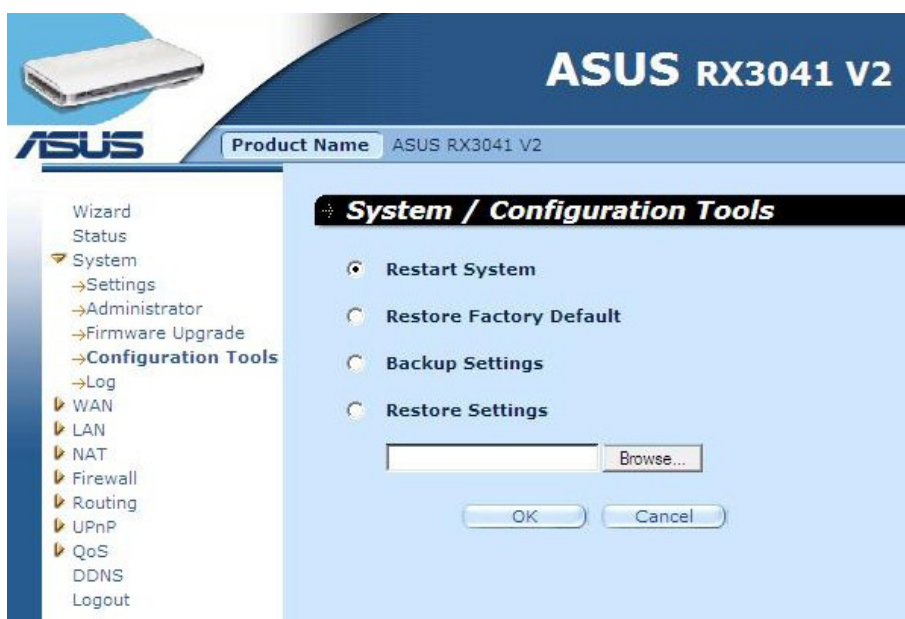 ASUS RX3041 V2
ASUS
Product Name ASUS RX3041 V2
Wizard
Status
System
Settings
Administrator
Firmware Upgrade
Configuration Tools
Log
WAN
LAN
NAT
Firewall
Routing
UPnP
QoS
DDNS
Logout
System / Configuration Tools
Restart System
Restore Factory Default
Backup Settings
Restore Settings
Browse...
OK Cancel